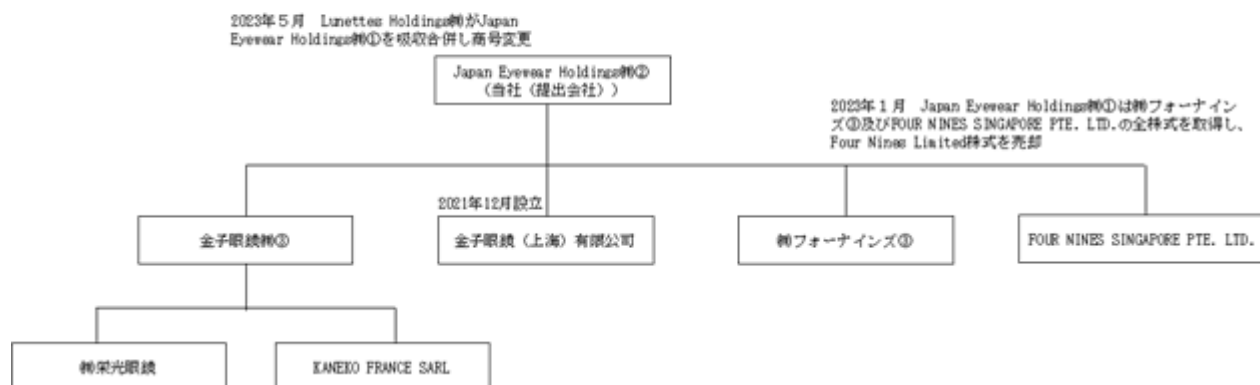 2023年5月　Lunettes Holdings㈱がJapan
Eyewear Holdings㈱①を吸収合併し商号変更
Japan Eyewear Holdings㈱②
（当社（提出会社））
2023年1月　Japan Eyewear Holdings㈱①は㈱フォーナイン
ズ③及びFOUR NINES SINGAPORE PTE. LTD.の全株式を取得し、
Four Nines Limited株式を売却
2021年12月設立
金子眼鏡㈱③
金子眼鏡（上海）有限公司
㈱フォーナインズ③
FOUR NINES SINGAPORE PTE. LTD.
㈱栄光眼鏡
KANEKO FRANCE SARL